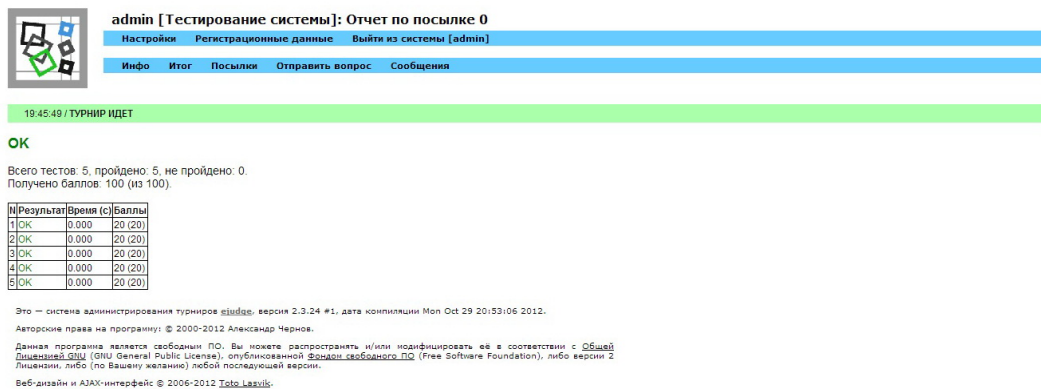 admin [Тестирование системы]: Отчет по посылке 0
Настройки Регистрационные данные Выйти из системы [admin]
Инфо Итог Посылки Отправить вопрос Сообщения
19:45:49 / ТУРНИР ИДЕТ
OK
Всего тестов: 5, пройдено: 5, не пройдено: 0.
Получено баллов: 100 (из 100).
N Результат Время (с) Баллы
1 OK 0.000 20 (20)
2 OK 0.000 20 (20)
3 OK 0.000 20 (20)
4 OK 0.000 20 (20)
5 OK 0.000 20 (20)
Это — система администрирования турниров ejudge, версия 2.3.24 #1, дата компиляции Mon Oct 29 20:53:06 2012.
Авторские права на программу: © 2000-2012 Александр Чернов.
Данная программа является свободным ПО. Вы можете распространять и/или модифицировать её в соответствии с Общей
Лицензией GNU (GNU General Public License), опубликованной Фондом свободного ПО (Free Software Foundation), либо версии 2
Лицензии, либо (по Вашему желанию) любой последующей версии.
Веб-дизайн и AJAX-интерфейс © 2006-2012 Toto Lasvik.